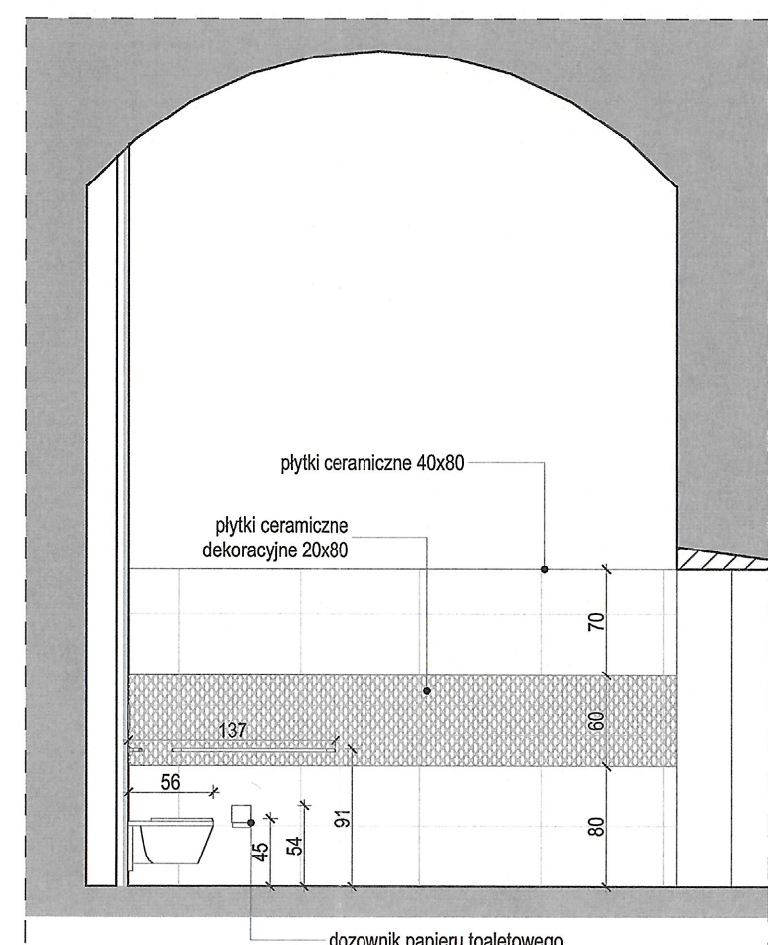 płytki ceramiczne 40x80
płytki ceramiczne
dekoracyjne 20x80
70
60
137
56
91
80
54
45
dozownik papieru toaletowego